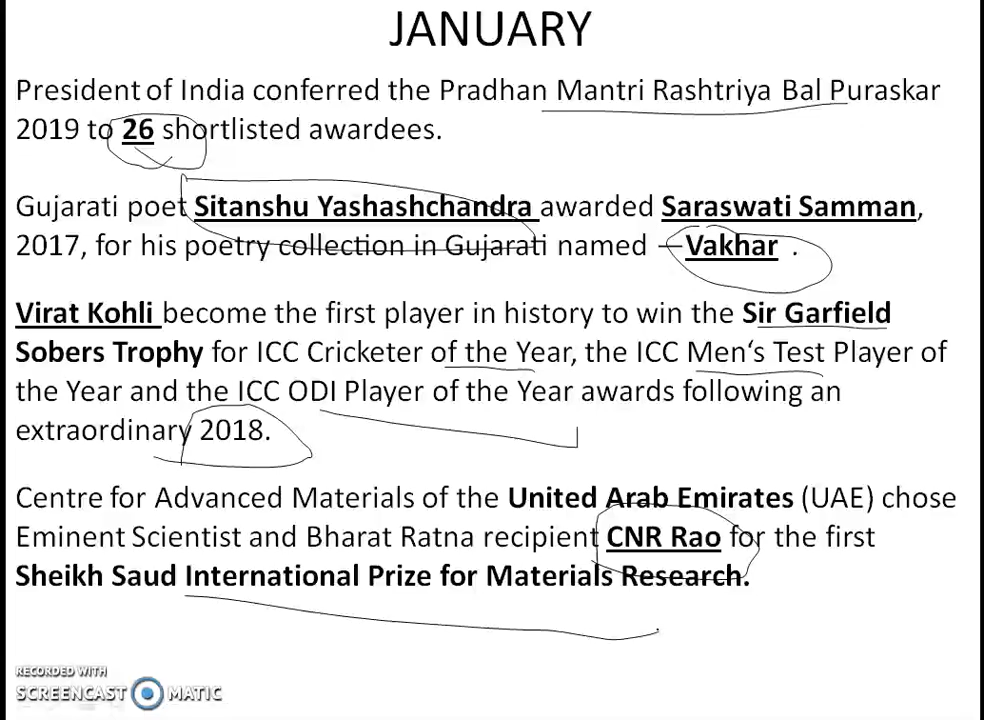 JANUARY
President of India conferred the Pradhan Mantri Rashtriya Bal Puraskar
2019 to 26 shortlisted awardees.
Gujarati poet Sitanshu Yashashchandra awarded Saraswati Samman,
2017, for his poetry collection in Gujarati named – Vakhar .
Virat Kohli become the first player in history to win the Sir Garfield
Sobers Trophy for ICC Cricketer of the Year, the ICC Men‘s Test Player of
the Year and the ICC ODI Player of the Year awards following an
extraordinary 2018.
Centre for Advanced Materials of the United Arab Emirates (UAE) chose
Eminent Scientist and Bharat Ratna recipient CNR Rao for the first
Sheikh Saud International Prize for Materials Research.
RECORDED WITH
SCREENCAST MATIC